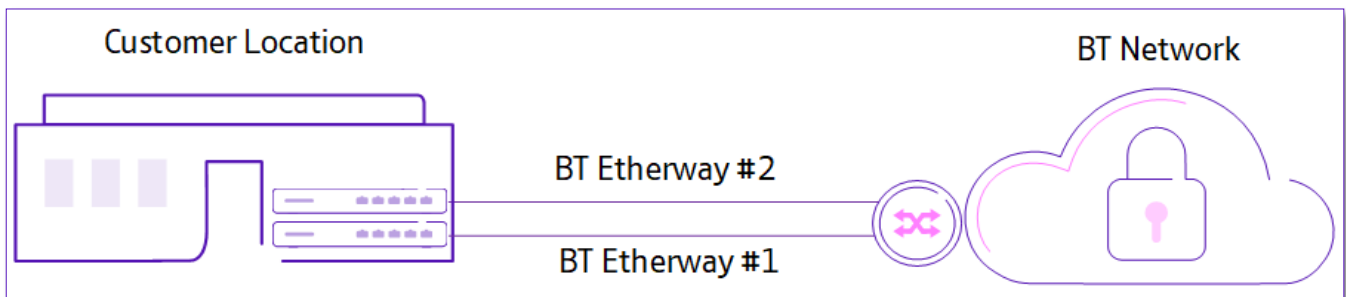 Customer Location
BT Network
BT Etherway #2
BT Etherway #1